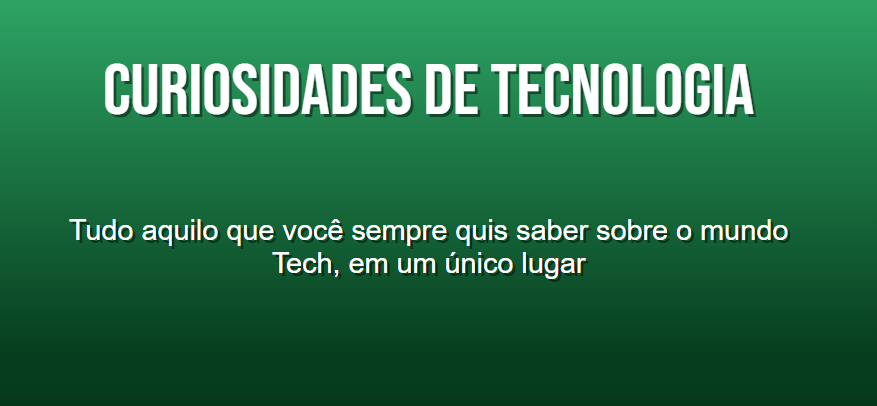 CURIOSIDADES DE TECNOLOGIA
Tudo aquilo que você sempre quis saber sobre o mundo
Tech, em um único lugar